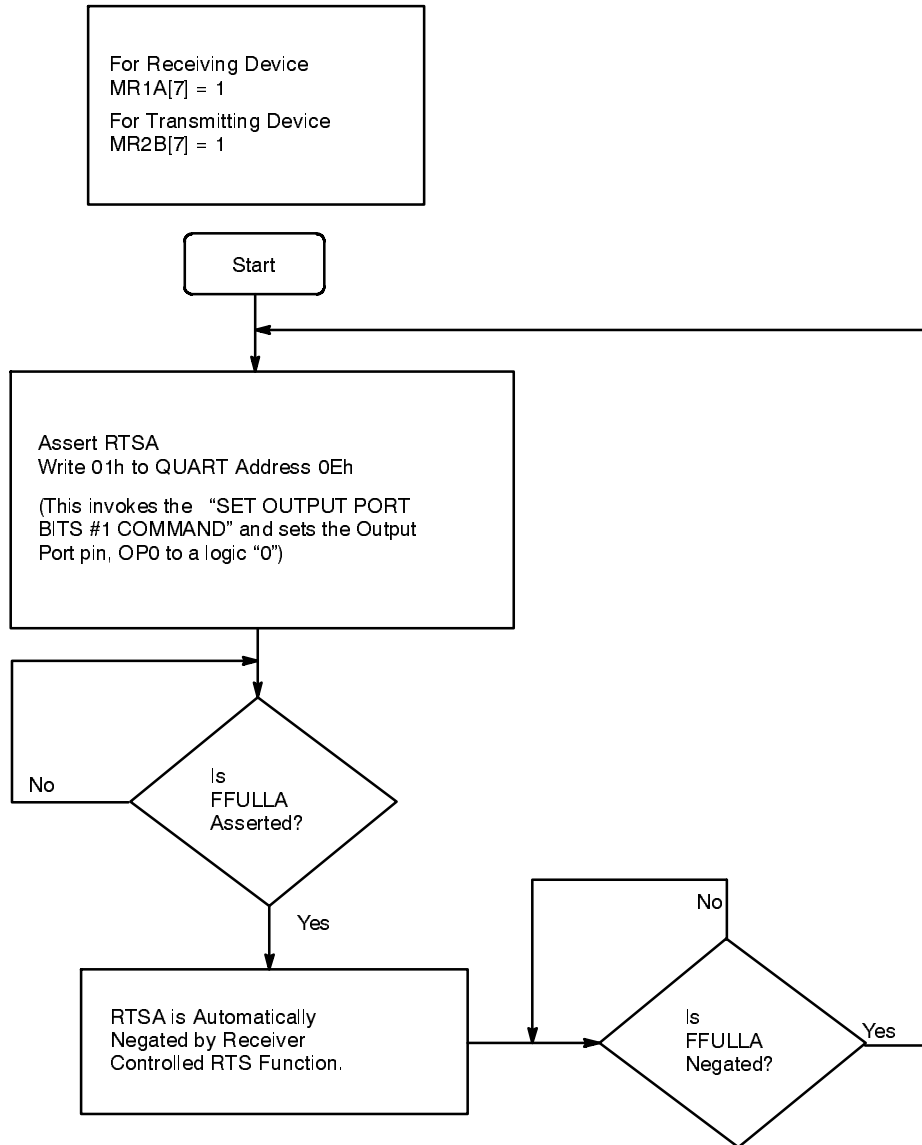 For Receiving Device
MR1A[7] = 1
For Transmitting Device
MR2B[7] = 1
Start
Assert RTSA
Write 01h to QUART Address 0Eh
(This invokes the “SET OUTPUT PORT
BITS #1 COMMAND” and sets the Output
Port pin, OP0 to a logic “0”)
Is
FFULLA
Asserted?
No
Yes
RTSA is Automatically
Negated by Receiver
Controlled RTS Function.
No
Is
FFULLA
Negated?
Yes